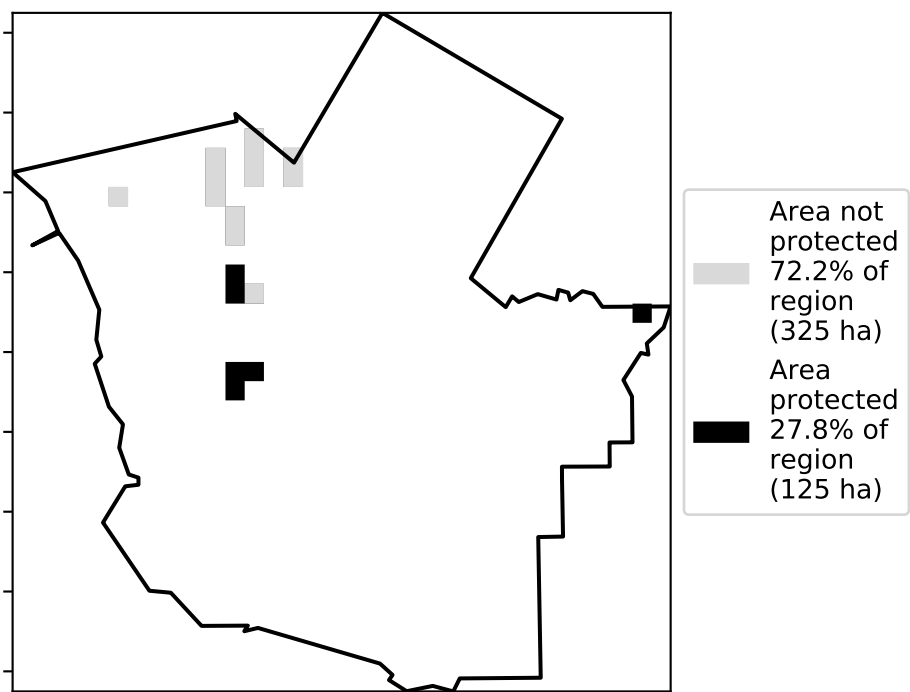 Area not
protected
72.2% of
region
(325 ha)
Area
protected
27.8% of
region
(125 ha)